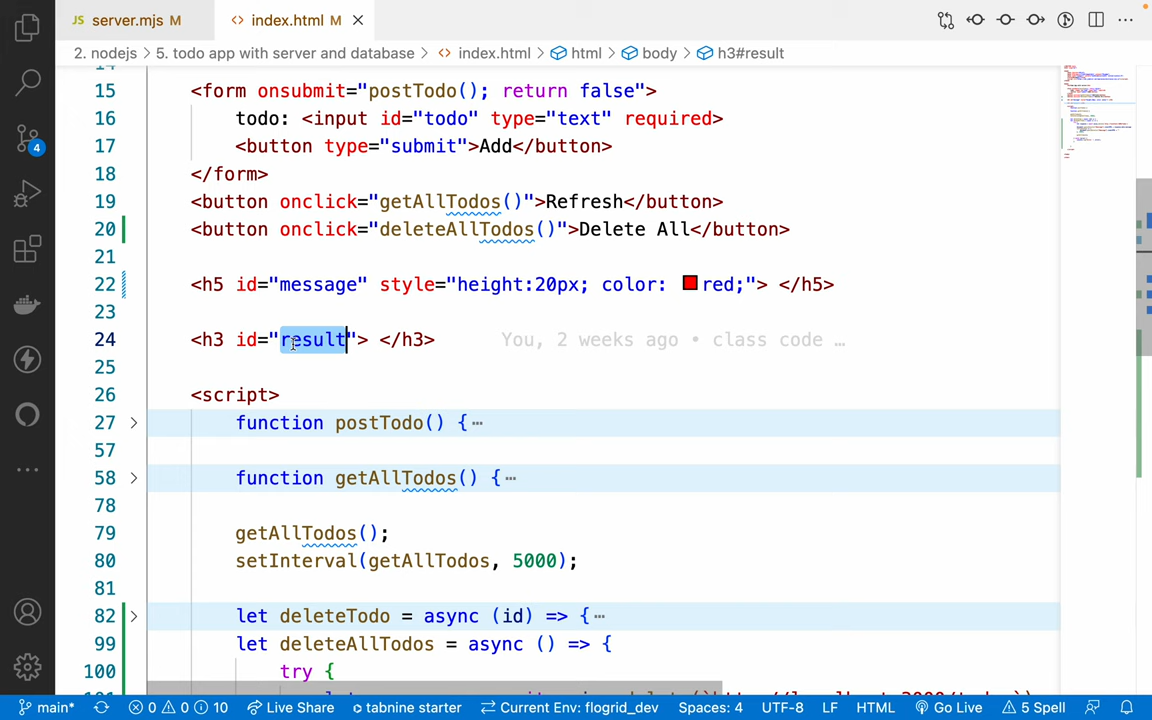 JS server.mjs M
<> index.html M
2. nodejs > 5. todo app with server and database > <> index.html > html > body > h3#result
14
15 <form onsubmit="postTodo(); return false">
16 todo: <input id="todo" type="text" required>
17 <button type="submit">Add</button>
18 </form>
19 <button onclick="getAllTodos()">Refresh</button>
20 <button onclick="deleteAllTodos()">Delete All</button>
21
22 <h5 id="message" style="height:20px; color: red;"> </h5>
23
24 <h3 id="result"> </h3> You, 2 weeks ago • class code …
25
26 <script>
27 function postTodo() {…
57
58 function getAllTodos() {…
78
79 getAllTodos();
80 setInterval(getAllTodos, 5000);
81
82 let deleteTodo = async (id) => {…
99 let deleteAllTodos = async () => {
100 try {
4
main* 0 0 10 Live Share tabnine starter Current Env: flogrid_dev Spaces: 4 UTF-8 LF HTML Go Live 5 Spell